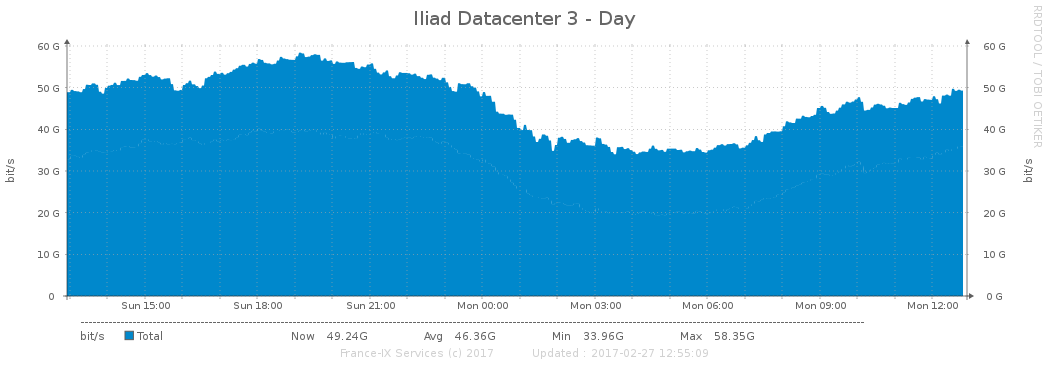 Iliad Datacenter 3 - Day
RRDTOOL / TOBI OETIKER
bit/s
bit/s
60 G 60 G
50 G 50 G
40 G 40 G
30 G 30 G
20 G 20 G
10 G 10 G
0 0 G
Sun 15:00 Sun 18:00 Sun 21:00 Mon 00:00 Mon 03:00 Mon 06:00 Mon 09:00 Mon 12:00
bit/s Total Now 49.24G Avg 46.36G Min 33.96G Max 58.35G
France-IX Services (c) 2017 Updated : 2017-02-27 12:55:09